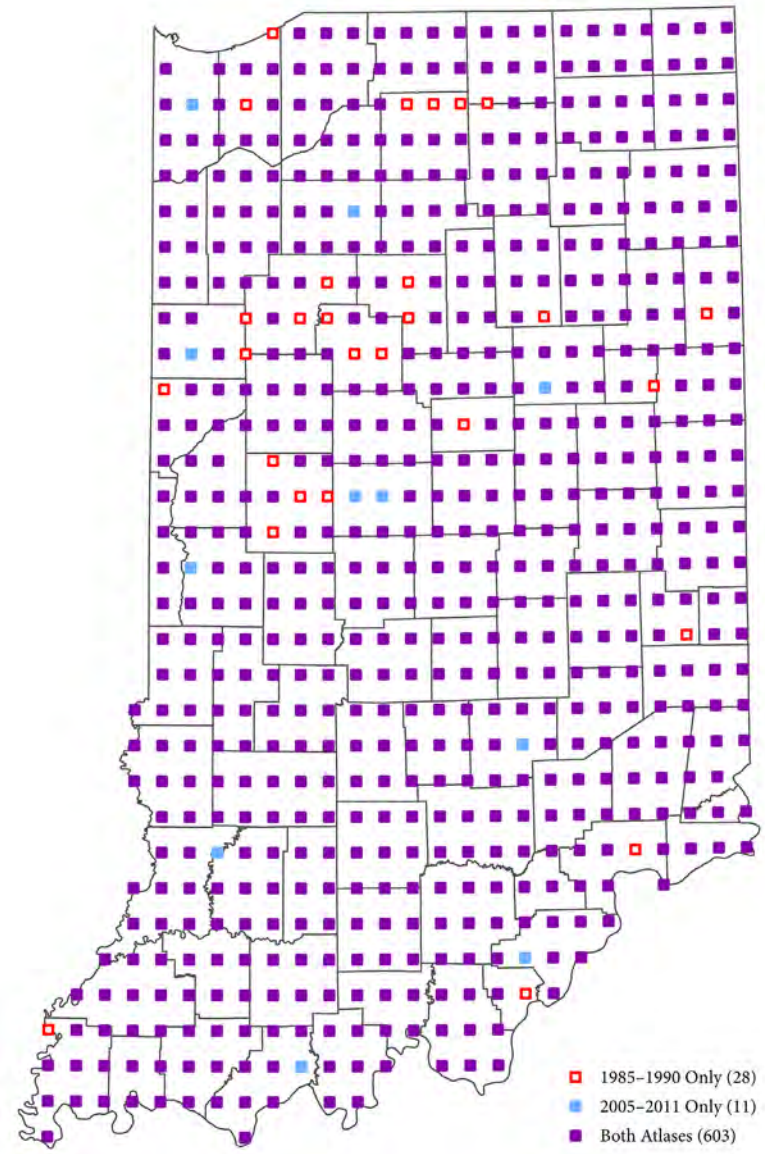 1985–1990 Only (28)
2005–2011 Only (11)
Both Atlases (603)